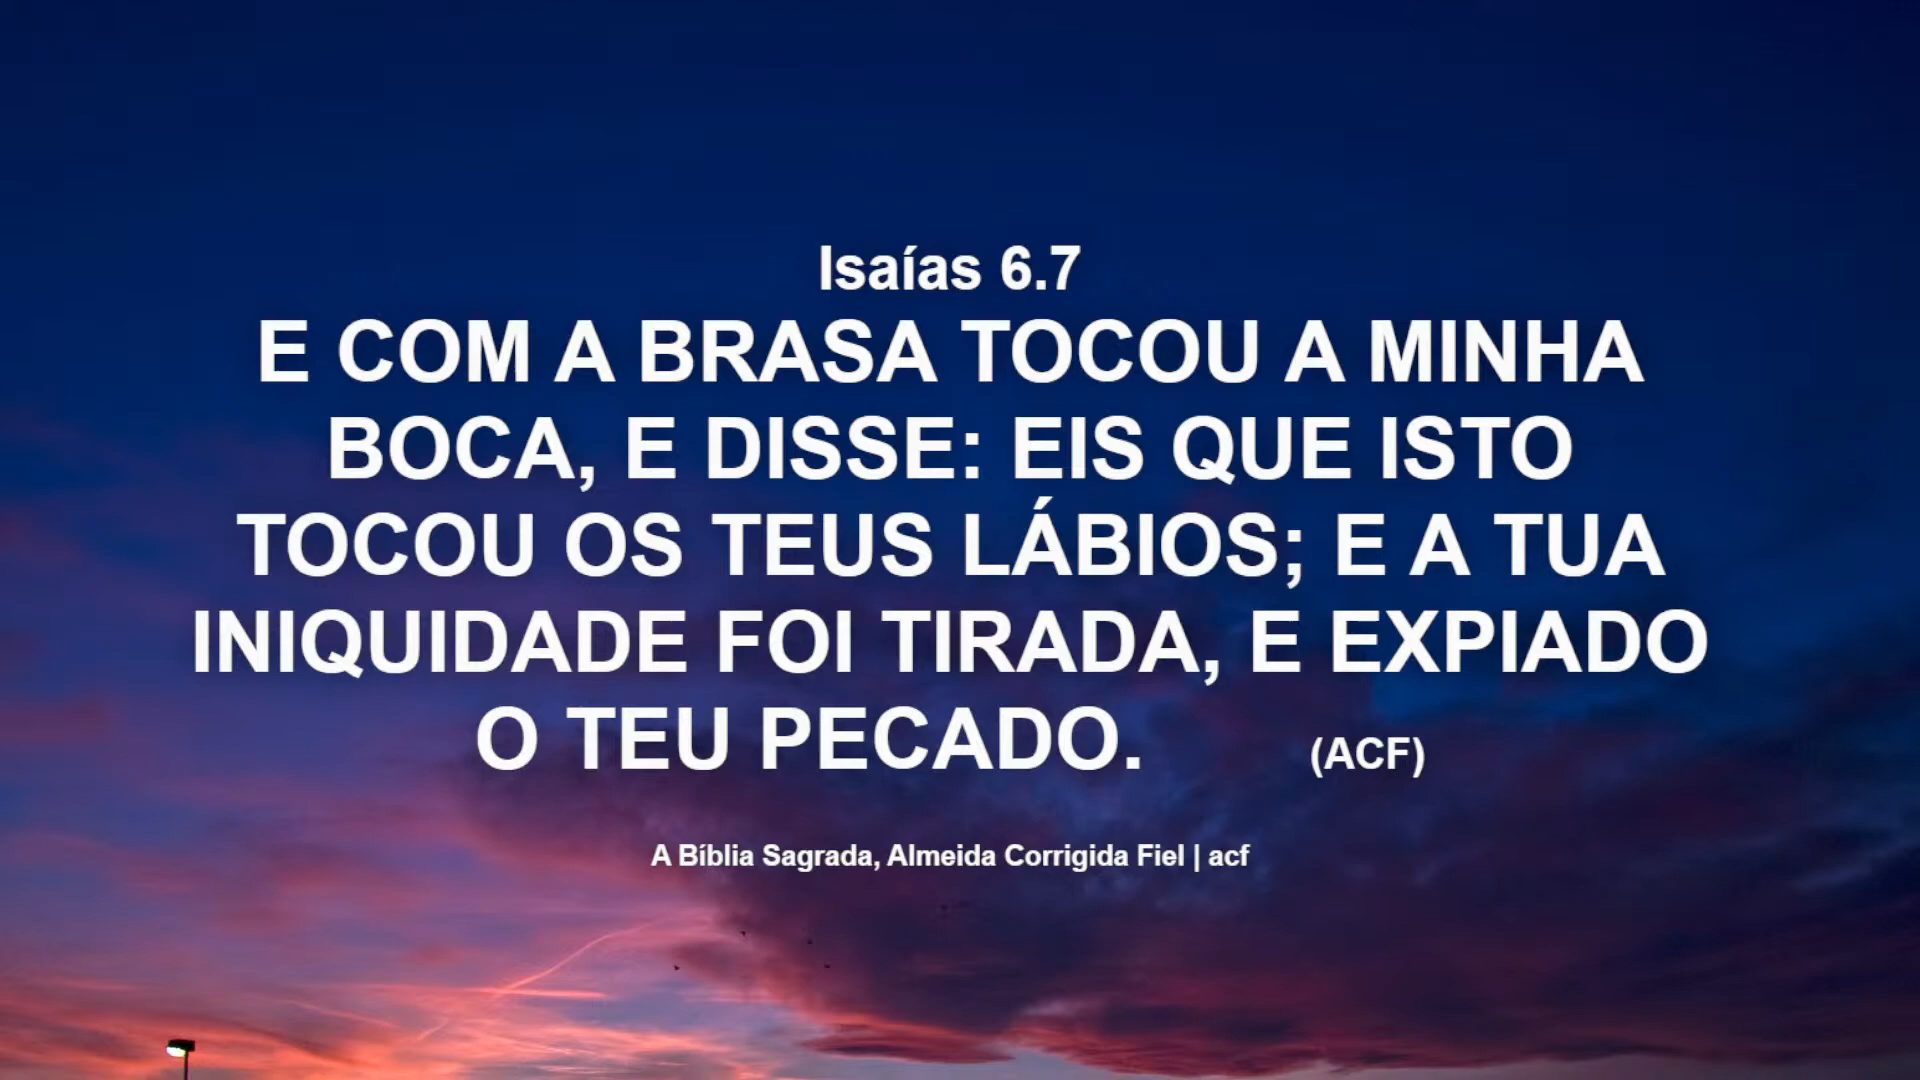 Isaías 6.7
E COM A BRASA TOCOU A MINHA
BOCA, E DISSE: EIS QUE ISTO
TOCOU OS TEUS LÁBIOS; E A TUA
INIQUIDADE FOI TIRADA, E EXPIADO
O TEU PECADO. (ACF)
A Bíblia Sagrada, Almeida Corrigida Fiel | acf